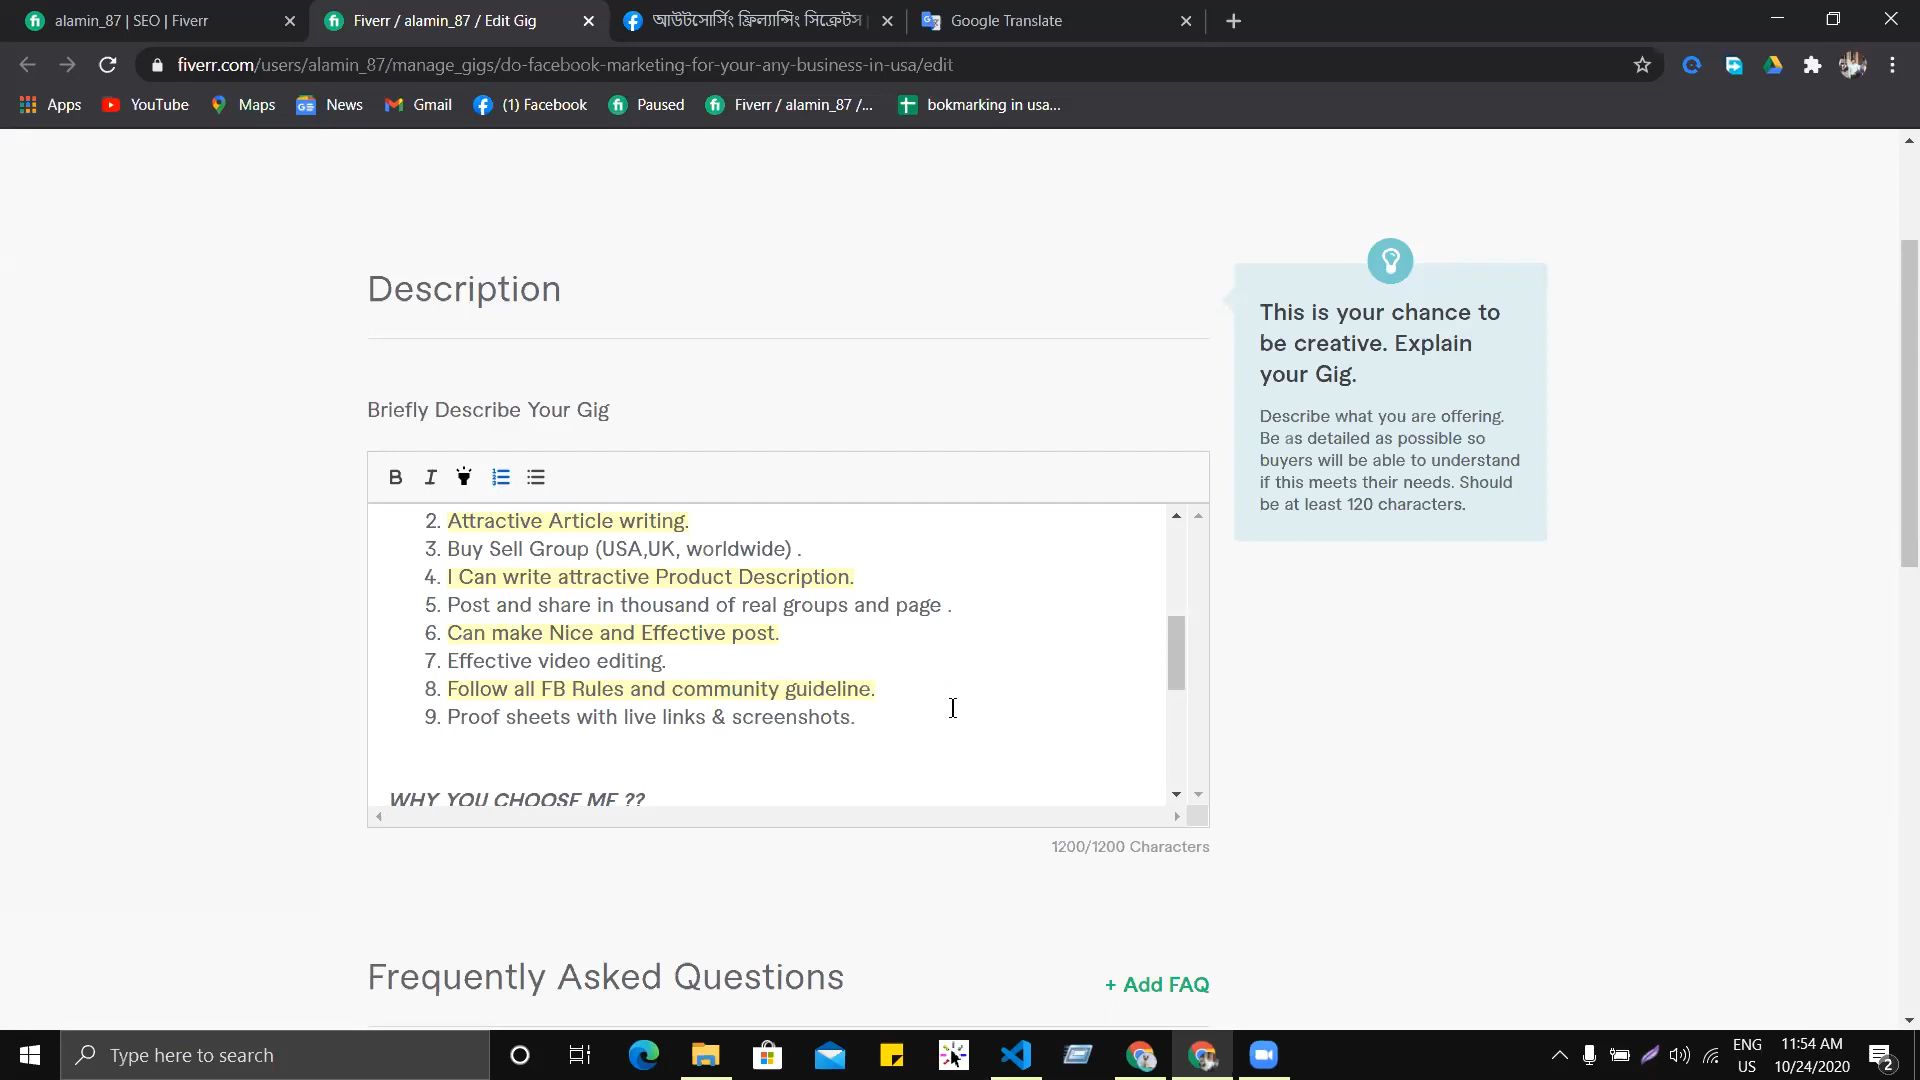 alamin_87 | SEO | Fiverr
Fiverr / alamin_87 / Edit Gig
আউটসোর্সিং ফ্রিল্যান্সিং সিক্রেটস
Google Translate
fiverr.com/users/alamin_87/manage_gigs/do-facebook-marketing-for-your-any-business-in-usa/edit
Apps
YouTube
Maps
News
Gmail
(1) Facebook
Paused
Fiverr / alamin_87 /...
bokmarking in usa...
Description
Briefly Describe Your Gig
B I
2. Attractive Article writing.
3. Buy Sell Group (USA,UK, worldwide) .
4. I Can write attractive Product Description.
5. Post and share in thousand of real groups and page .
6. Can make Nice and Effective post.
7. Effective video editing.
8. Follow all FB Rules and community guideline.
9. Proof sheets with live links & screenshots.
WHY YOU CHOOSE ME ??
1200/1200 Characters
This is your chance to
be creative. Explain
your Gig.
Describe what you are offering.
Be as detailed as possible so
buyers will be able to understand
if this meets their needs. Should
be at least 120 characters.
Frequently Asked Questions
+ Add FAQ
Type here to search
ENG
US
11:54 AM
10/24/2020
2